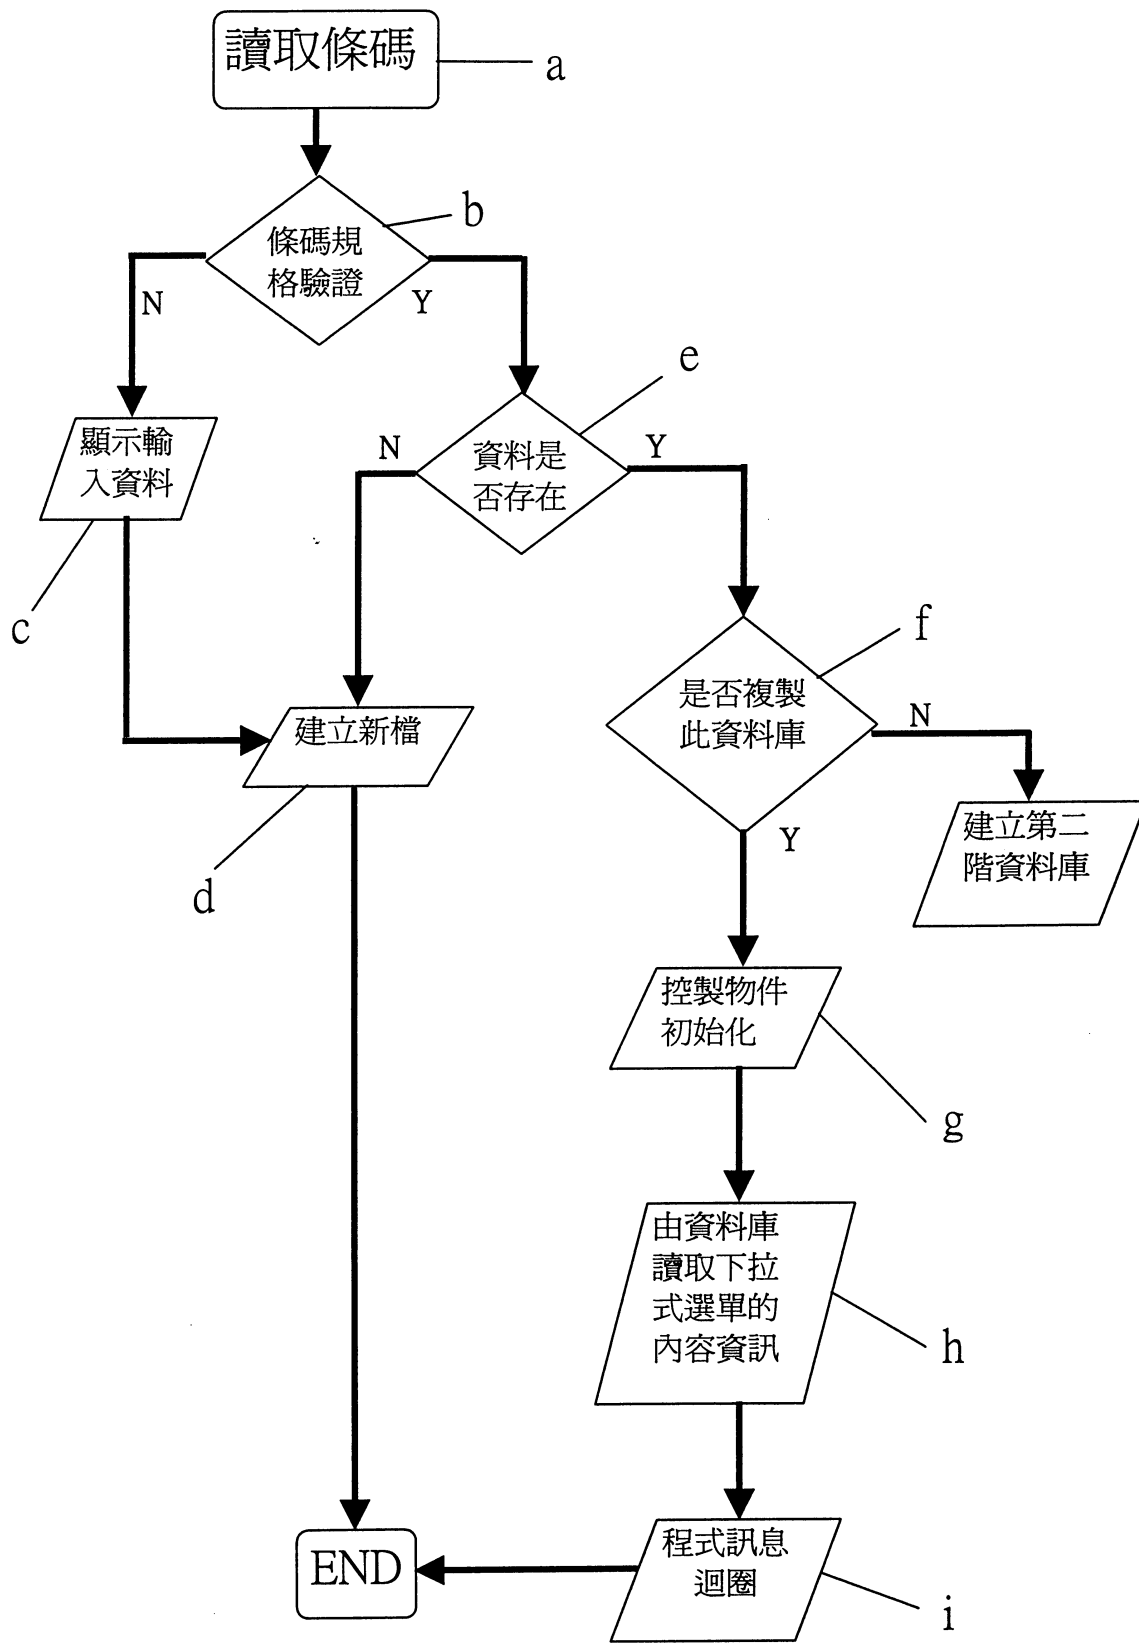 讀取條碼
a
b
條碼規
格驗證
N
Y
e
顯示輸
入資料
N
資料是
否存在
Y
c
f
是否複製
此資料庫
N
建立新檔
d
Y
建立第二
階資料庫
控製物件
初始化
g
由資料庫
讀取下拉
式選單的
內容資訊
h
程式訊息
迴圈
END
i